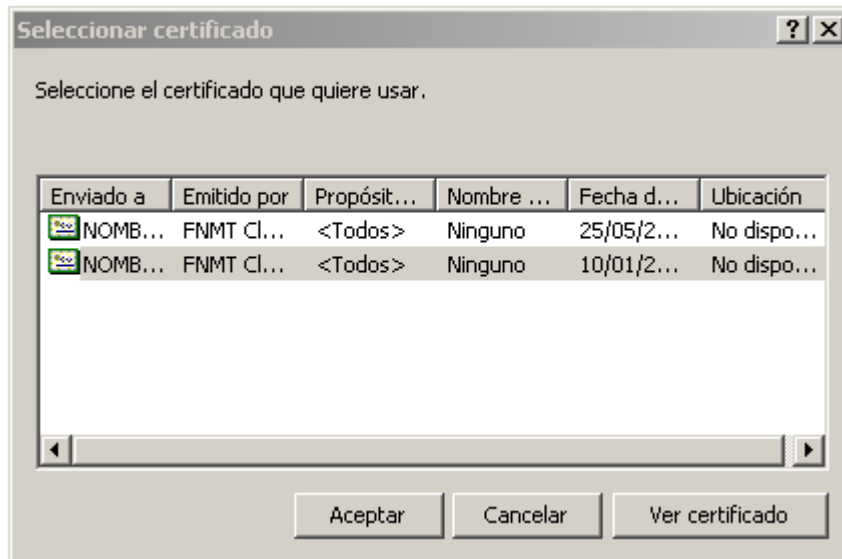 Seleccionar certificado
Seleccione el certificado que quiere usar.
Enviado a Emitido por Propósit... Nombre ... Fecha d... Ubicación
NOMB... FNMT Cl... <Todos> Ninguno 25/05/2... No dispo...
NOMB... FNMT Cl... <Todos> Ninguno 10/01/2... No dispo...
Aceptar Cancelar Ver certificado